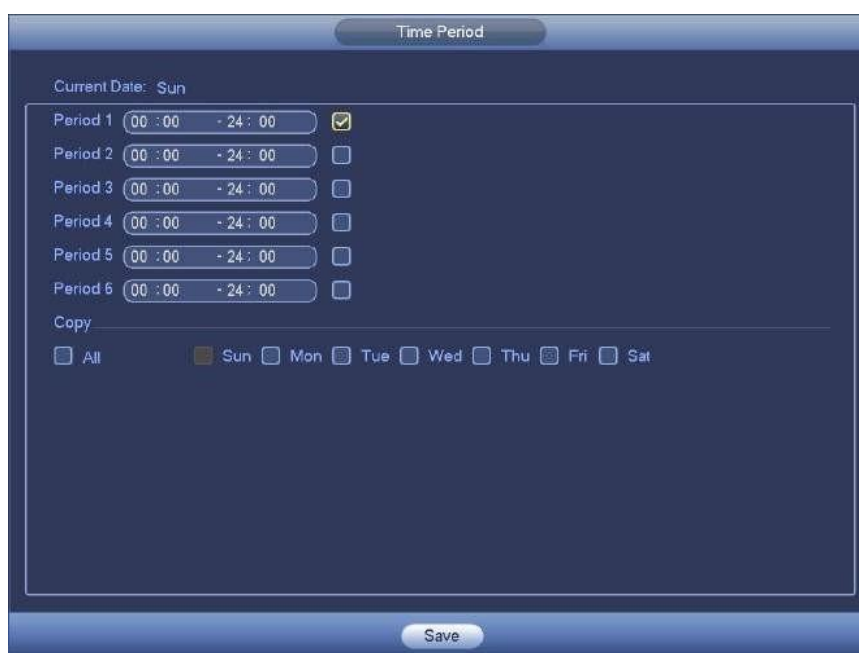 Time Period
Current Date: Sun
Period 1 00 :00 - 24 : 00
Period 2 00 :00 - 24 : 00
Period 3 00 :00 - 24 : 00
Period 4 00 :00 - 24 : 00
Period 5 00 :00 - 24 : 00
Period 6 00 :00 - 24 : 00
Copy
All Sun Mon Tue Wed Thu Fri Sat
Save